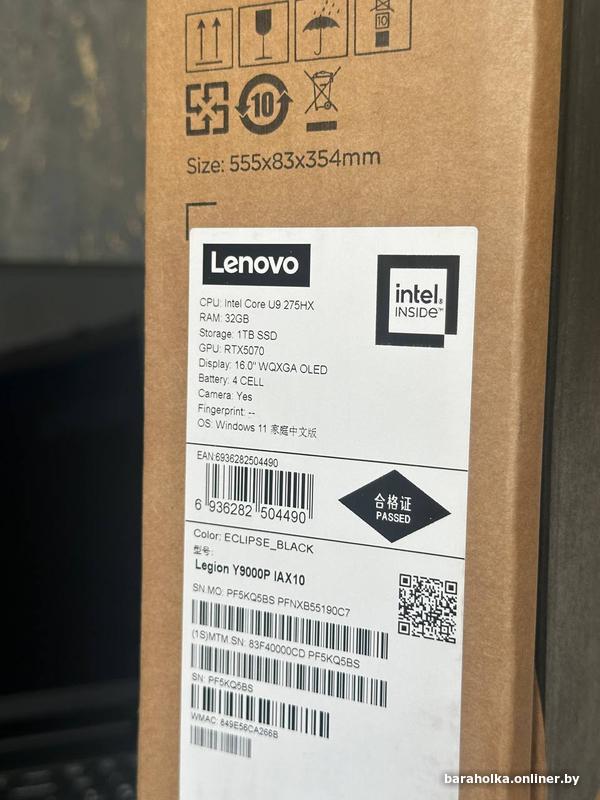 10
10
Size: 555x83x354mm
Lenovo
intel.
INSIDE™
CPU: Intel Core U9 275HX
RAM: 32GB
Storage: 1TB SSD
GPU: RTX5070
Display: 16.0" WQXGA OLED
Battery: 4 CELL
Camera: Yes
Fingerprint: --
OS: Windows 11 家庭中文版
EAN:6936282504490
6 936282 504490
合格证
PASSED
Color: ECLIPSE_BLACK
型号:
Legion Y9000P IAX10
SN.MO: PF5KQ5BS PFNXB55190C7
(1S)MTM.SN: 83F40000CD PF5KQ5BS
SN: PF5KQ5BS
WMAC: 849E56CA266B
baraholka.onliner.by